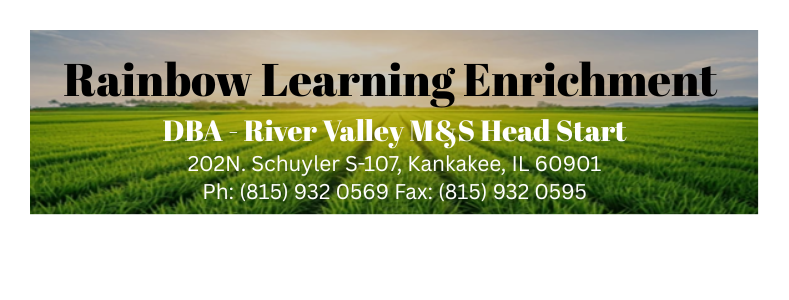 Rainbow Learning Enrichment
DBA - River Valley M&S Head Start
202N. Schuyler S-107, Kankakee, IL 60901
Ph: (815) 932 0569 Fax: (815) 932 0595